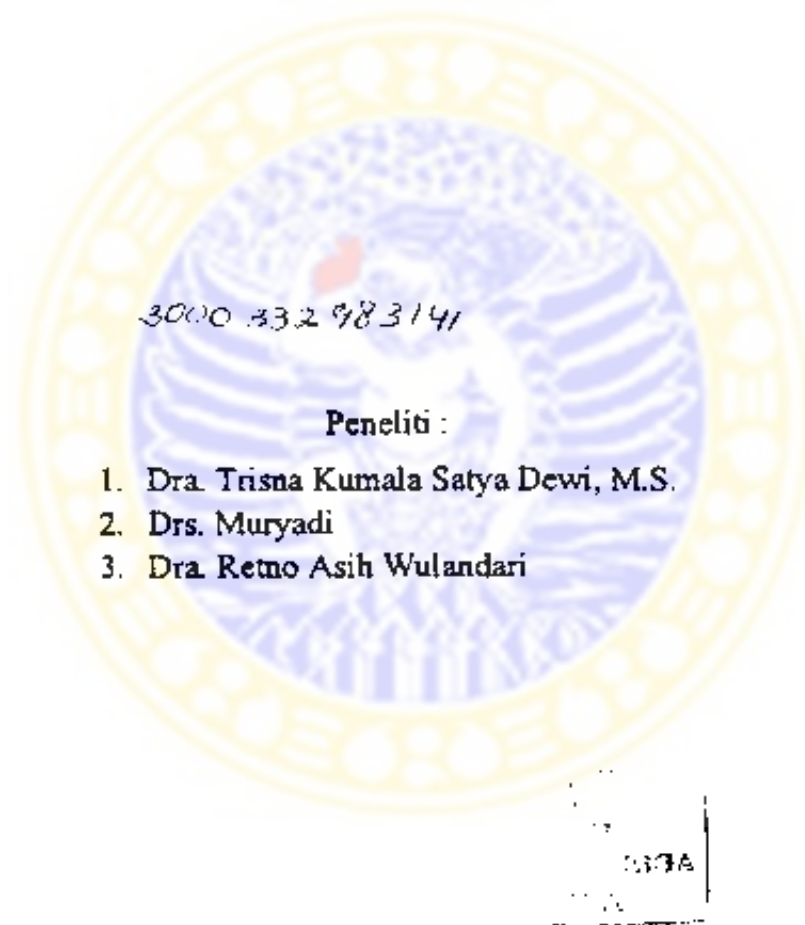 3000 332 983141
Peneliti :
1. Dra. Trisna Kumala Satya Dewi, M.S.
2. Drs. Muryadi
3. Dra. Retno Asih Wulandari